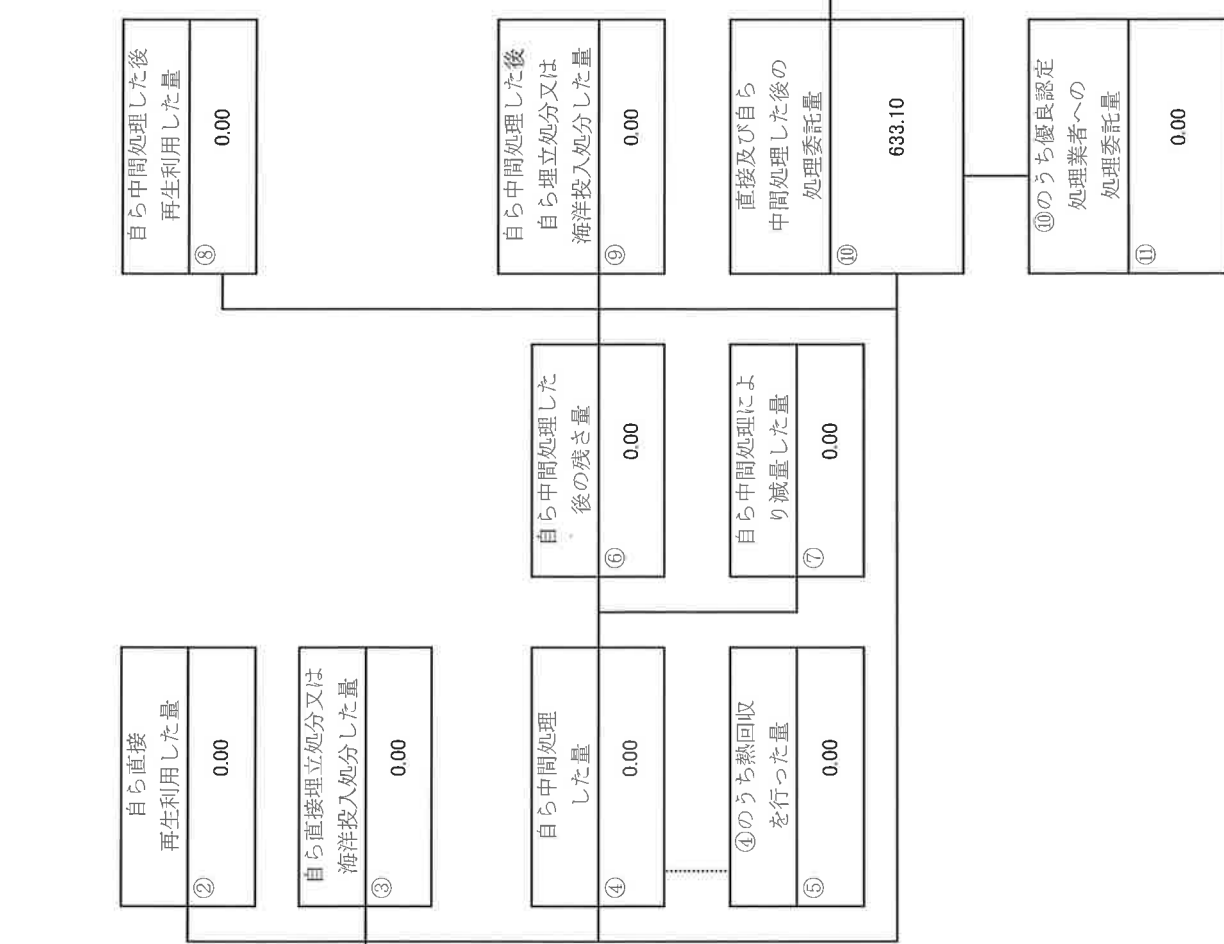 自ら直接
再生利用した量
②
0.00
自ら直接埋立処分又は
海洋投入処分した量
③
0.00
自ら中間処理
した量
④
0.00
④のうち熱回収
を行った量
⑤
0.00
自ら中間処理した
後の残さ量
⑥
0.00
自ら中間処理によ
り減量した量
⑦
0.00
自ら中間処理した後
再生利用した量
⑧
0.00
自ら中間処理した後
自ら埋立処分又は
海洋投入処分した量
⑨
0.00
直接及び自ら
中間処理した後の
処理委託量
⑩
633.10
⑩のうち優良認定
処理業者への
処理委託量
⑪
0.00